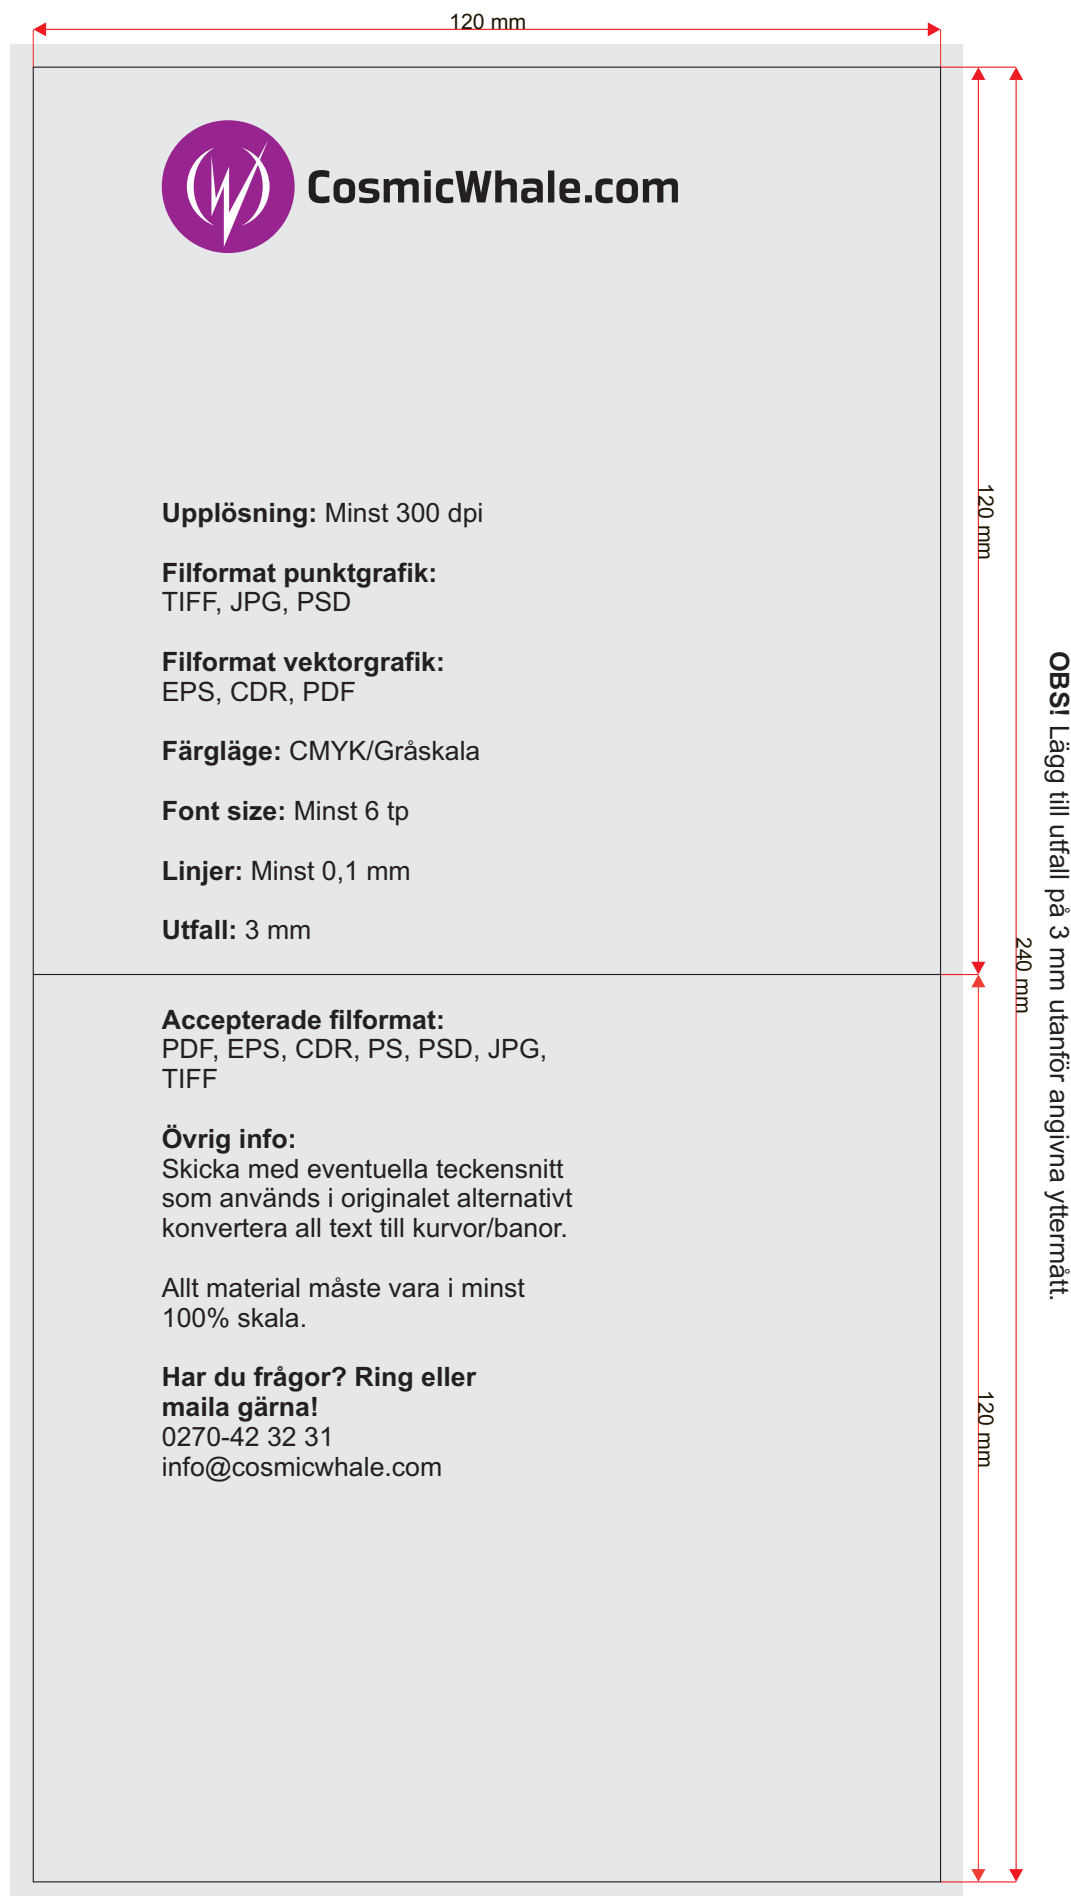 120 mm
CosmicWhale.com
Upplösning: Minst 300 dpi
Filformat punktgrafik:
TIFF, JPG, PSD
Filformat vektorgrafik:
EPS, CDR, PDF
Färgläge: CMYK/Gråskala
Font size: Minst 6 tp
Linjer: Minst 0,1 mm
Utfall: 3 mm
Accepterade filformat:
PDF, EPS, CDR, PS, PSD, JPG,
TIFF
Övrig info:
Skicka med eventuella teckensnitt
som används i originalet alternativt
konvertera all text till kurvor/banor.
Allt material måste vara i minst
100% skala.
Har du frågor? Ring eller
maila gärna!
0270-42 32 31
info@cosmicwhale.com
120 mm
120 mm
240 mm
OBS! Lägg till utfall på 3 mm utanför angivna yttermått.